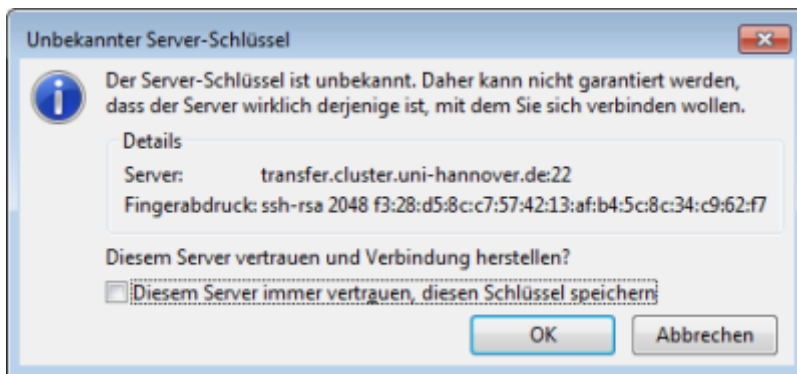 Unbekannter Server-Schlüssel
Der Server-Schlüssel ist unbekannt. Daher kann nicht garantiert werden,
dass der Server wirklich derjenige ist, mit dem Sie sich verbinden wollen.
Details
Server: transfer.cluster.uni-hannover.de:22
Fingerabdruck: ssh-rsa 2048 f3:28:d5:8c:c7:57:42:13:af:b4:5c:8c:34:c9:62:f7
Diesem Server vertrauen und Verbindung herstellen?
Diesem Server immer vertrauen, diesen Schlüssel speichern
OK Abbrechen